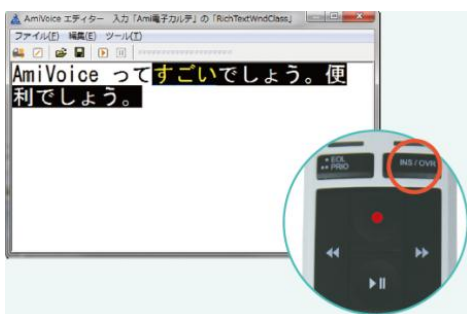 AmiVoice エディター 入力「Ami電子カルテ」の「RichTextWndClass」
ファイル(F) 編集(E) ツール(T)
AmiVoice ってすごいでしょう。便
利でしょう。
• EOL
•• PRIO
INS / OVR